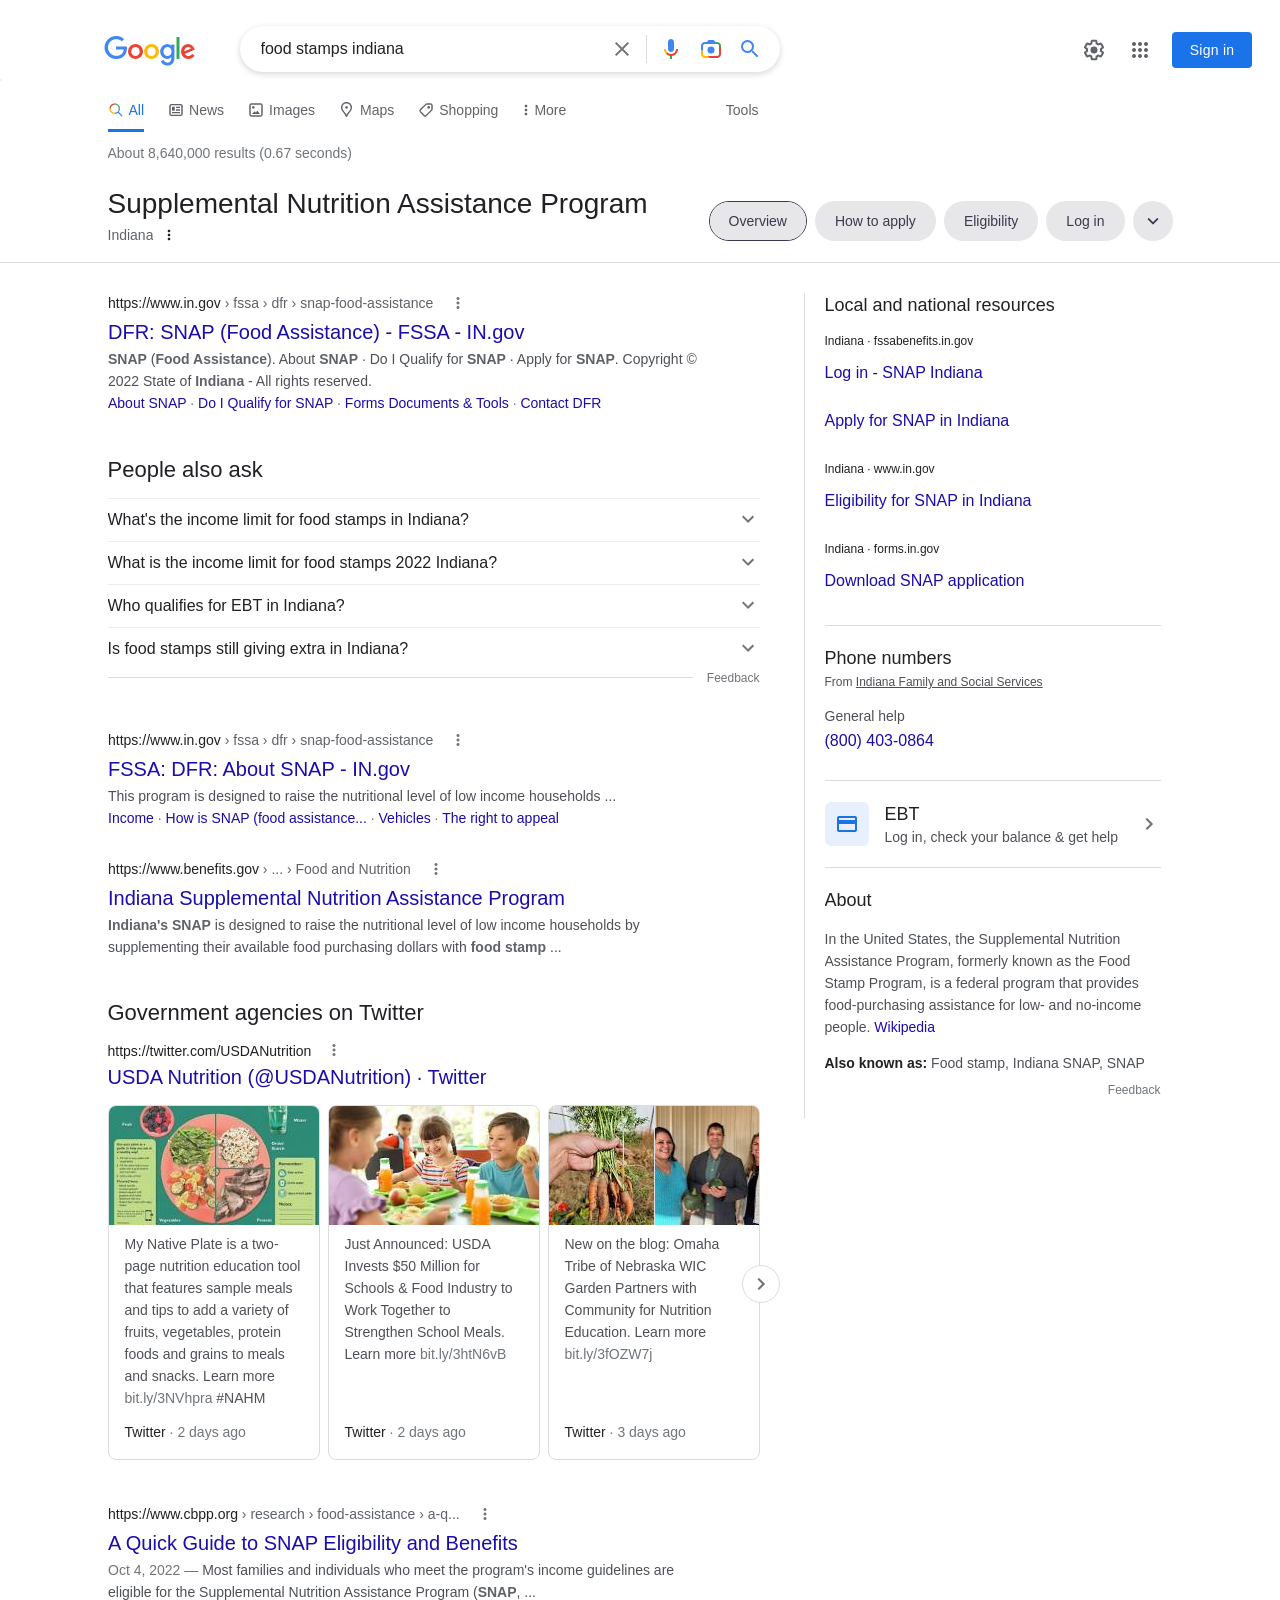 Google
food stamps indiana
Sign in
All
News
Images
Maps
Shopping
More
Tools
About 8,640,000 results (0.67 seconds)
Supplemental Nutrition Assistance Program
Indiana
Overview
How to apply
Eligibility
Log in
https://www.in.gov › fssa › dfr › snap-food-assistance
DFR: SNAP (Food Assistance) - FSSA - IN.gov
SNAP (Food Assistance). About SNAP · Do I Qualify for SNAP · Apply for SNAP. Copyright ©
2022 State of Indiana - All rights reserved.
About SNAP · Do I Qualify for SNAP · Forms Documents & Tools · Contact DFR
People also ask
What's the income limit for food stamps in Indiana?
What is the income limit for food stamps 2022 Indiana?
Who qualifies for EBT in Indiana?
Is food stamps still giving extra in Indiana?
Feedback
https://www.in.gov › fssa › dfr › snap-food-assistance
FSSA: DFR: About SNAP - IN.gov
This program is designed to raise the nutritional level of low income households ...
Income · How is SNAP (food assistance... · Vehicles · The right to appeal
https://www.benefits.gov › ... › Food and Nutrition
Indiana Supplemental Nutrition Assistance Program
Indiana's SNAP is designed to raise the nutritional level of low income households by
supplementing their available food purchasing dollars with food stamp ...
Government agencies on Twitter
https://twitter.com/USDANutrition
USDA Nutrition (@USDANutrition) · Twitter
Fruit
Water
Vegetables
Protein
My Native Plate is a two-
page nutrition education tool
that features sample meals
and tips to add a variety of
fruits, vegetables, protein
foods and grains to meals
and snacks. Learn more
bit.ly/3NVhpra #NAHM
Twitter · 2 days ago
Just Announced: USDA
Invests $50 Million for
Schools & Food Industry to
Work Together to
Strengthen School Meals.
Learn more bit.ly/3htN6vB
Twitter · 2 days ago
New on the blog: Omaha
Tribe of Nebraska WIC
Garden Partners with
Community for Nutrition
Education. Learn more
bit.ly/3fOZW7j
Twitter · 3 days ago
https://www.cbpp.org › research › food-assistance › a-q...
A Quick Guide to SNAP Eligibility and Benefits
Oct 4, 2022 — Most families and individuals who meet the program's income guidelines are
eligible for the Supplemental Nutrition Assistance Program (SNAP, ...
Local and national resources
Indiana · fssabenefits.in.gov
Log in - SNAP Indiana
Apply for SNAP in Indiana
Indiana · www.in.gov
Eligibility for SNAP in Indiana
Indiana · forms.in.gov
Download SNAP application
Phone numbers
From Indiana Family and Social Services
General help
(800) 403-0864
EBT
Log in, check your balance & get help
About
In the United States, the Supplemental Nutrition
Assistance Program, formerly known as the Food
Stamp Program, is a federal program that provides
food-purchasing assistance for low- and no-income
people. Wikipedia
Also known as: Food stamp, Indiana SNAP, SNAP
Feedback